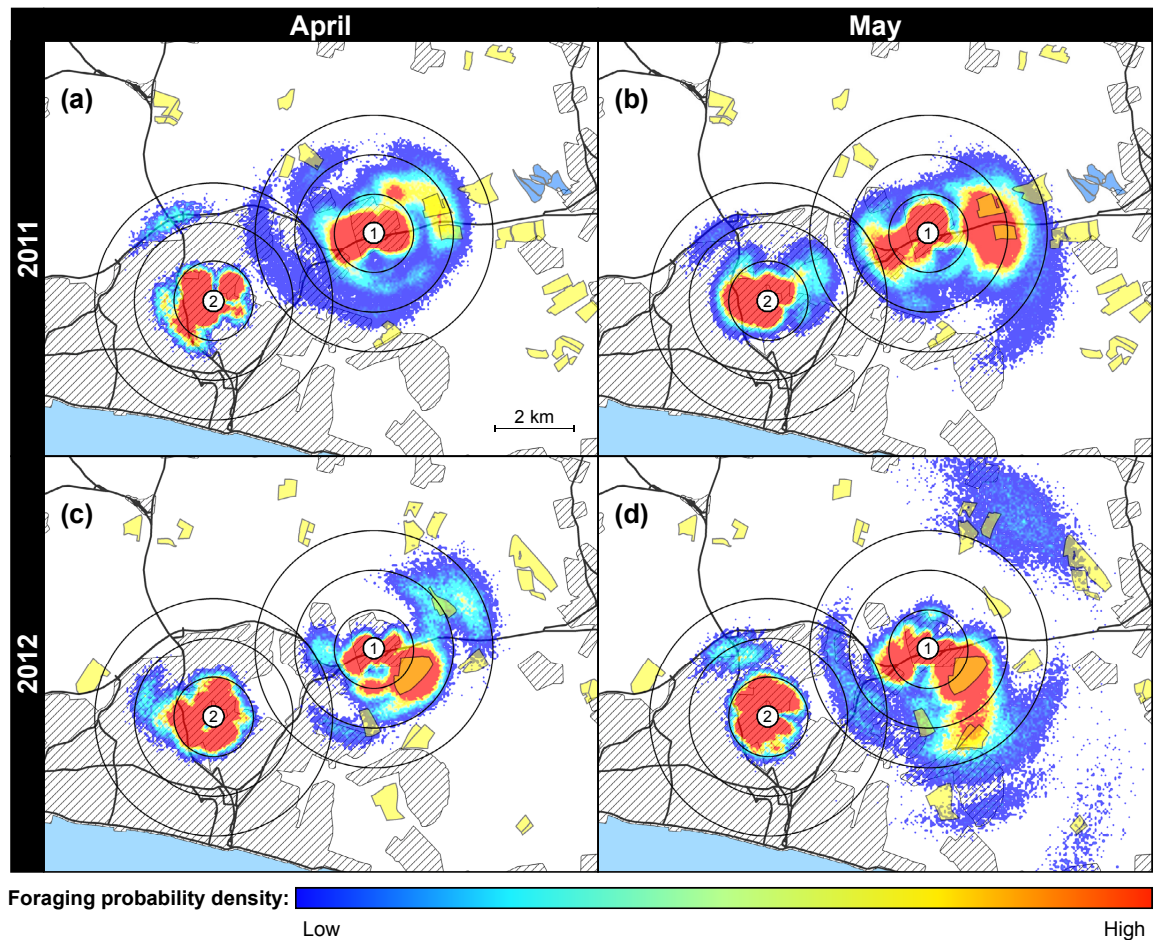 April
May
2011
(a)
(b)
1
2
1
2
2 km
2012
(c)
(d)
1
2
1
2
Foraging probability density:
Low
High